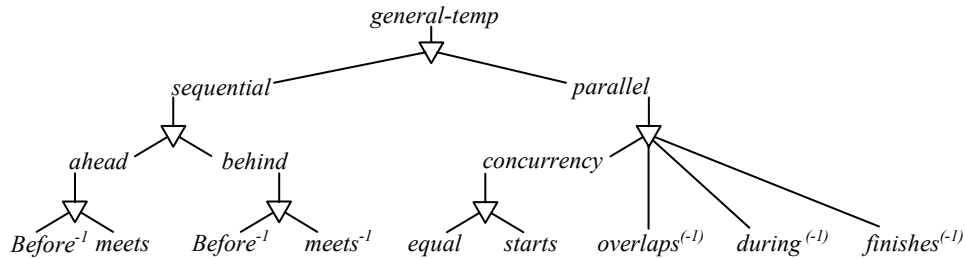 general-temp
sequential parallel
ahead behind concurrency
Before⁻¹ meets Before⁻¹ meets⁻¹ equal starts overlaps⁽⁻¹⁾ during⁽⁻¹⁾ finishes⁽⁻¹⁾